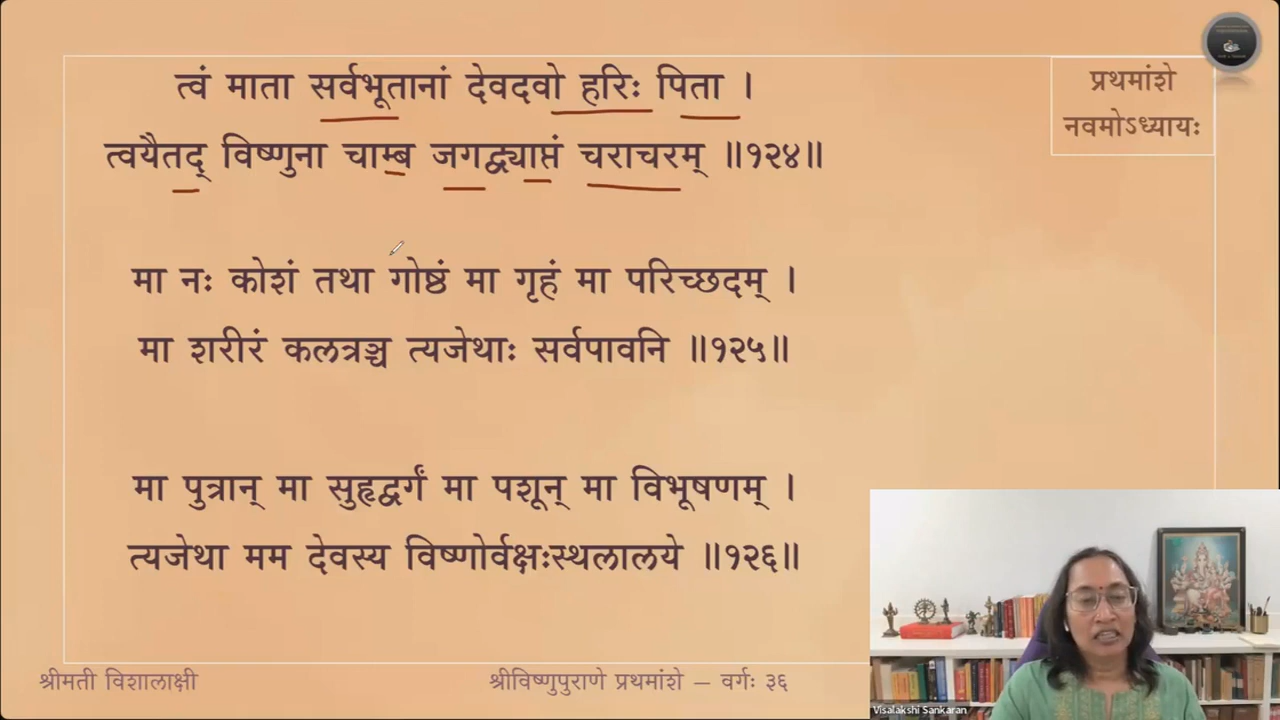 त्वं माता सर्वभूतानां देवदवो हरिः पिता ।
त्वयैतद् विष्णुना चाम्ब जगद्व्याप्तं चराचरम् ॥१२४॥
प्रथमांशे
नवमोऽध्यायः
मा नः कोशं तथा गोष्ठं मा गृहं मा परिच्छदम् ।
मा शरीरं कलत्रञ्च त्यजेथाः सर्वपावनि ॥१२५॥
मा पुत्रान् मा सुहृद्वर्गं मा पशून् मा विभूषणम् ।
त्यजेथा मम देवस्य विष्णोर्वक्षःस्थलालये ॥१२६॥
श्रीमती विशालाक्षी
श्रीविष्णुपुराणे प्रथमांशे – वर्गः ३६
Visalakshi Sankaran